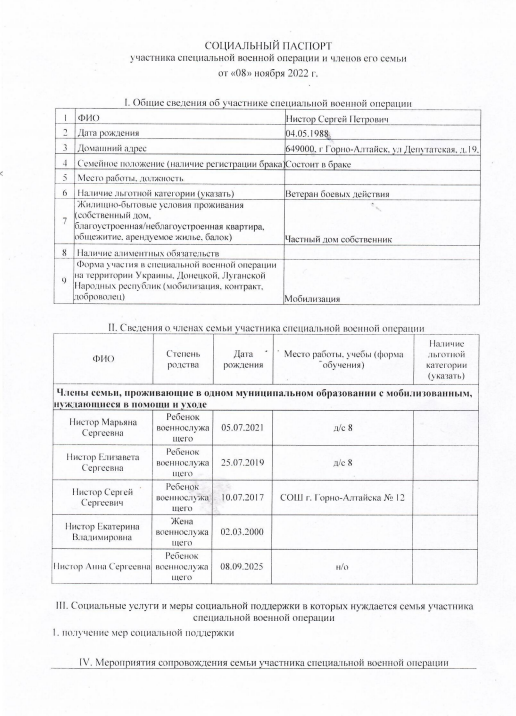 СОЦИАЛЬНЫЙ ПАСПОРТ
участника специальной военной операции и членов его семьи
от «08» ноября 2022 г.
I. Общие сведения об участнике специальной военной операции
1 ФИО Нистор Сергей Петрович
2 Дата рождения 04.05.1988
3 Домашний адрес 649000, г Горно-Алтайск, ул Депутатская, д.19,
4 Семейное положение (наличие регистрации брака) Состоит в браке
5 Место работы, должность
6 Наличие льготной категории (указать) Ветеран боевых действия
7 Жилищно-бытовые условия проживания
(собственный дом,
благоустроенная/неблагоустроенная квартира,
общежитие, арендуемое жилье, балок) Частный дом собственник
8 Наличие алиментных обязательств
9 Форма участия в специальной военной операции
на территории Украины, Донецкой, Луганской
Народных республик (мобилизация, контракт,
доброволец) Мобилизация
II. Сведения о членах семьи участника специальной военной операции
ФИО Степень родства Дата рождения Место работы, учебы (форма обучения) Наличие льготной категории (указать)
Члены семьи, проживающие в одном муниципальном образовании с мобилизованным,
нуждающиеся в помощи и уходе
Нистор Марьяна Сергеевна Ребенок военнослужащего 05.07.2021 д/с 8
Нистор Елизавета Сергеевна Ребенок военнослужащего 25.07.2019 д/с 8
Нистор Сергей Сергеевич Ребенок военнослужащего 10.07.2017 СОШ г. Горно-Алтайска № 12
Нистор Екатерина Владимировна Жена военнослужащего 02.03.2000
Нистор Анна Сергеевна Ребенок военнослужащего 08.09.2025 н/о
III. Социальные услуги и меры социальной поддержки в которых нуждается семья участника
специальной военной операции
1. получение мер социальной поддержки
IV. Мероприятия сопровождения семьи участника специальной военной операции